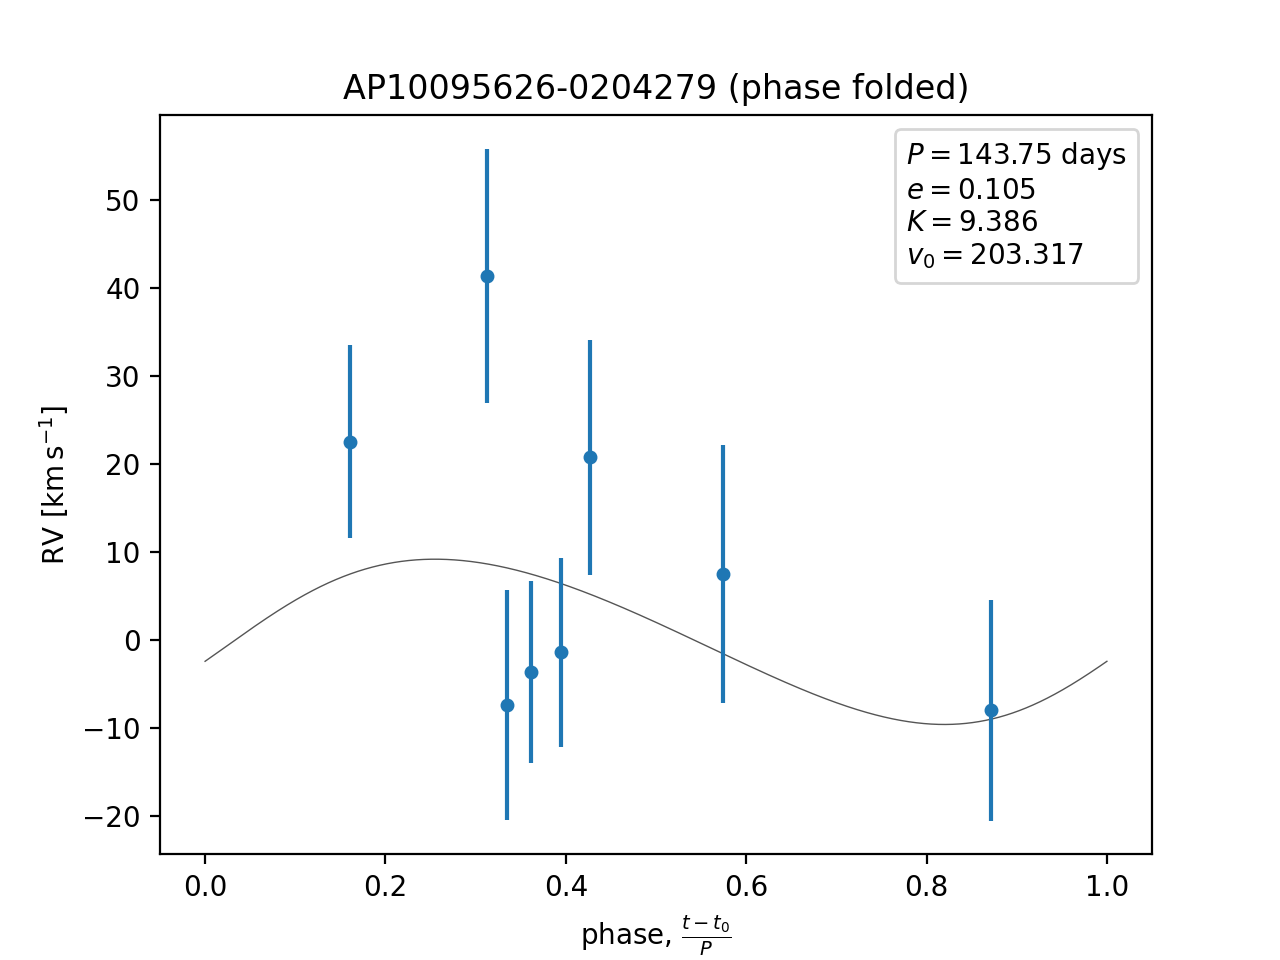 AP10095626-0204279 (phase folded)
P = 143.75 days
e = 0.105
K = 9.386
v₀ = 203.317
50
40
30
20
10
0
−10
−20
RV [km s⁻¹]
0.0 0.2 0.4 0.6 0.8 1.0
phase, (t − t₀)/P